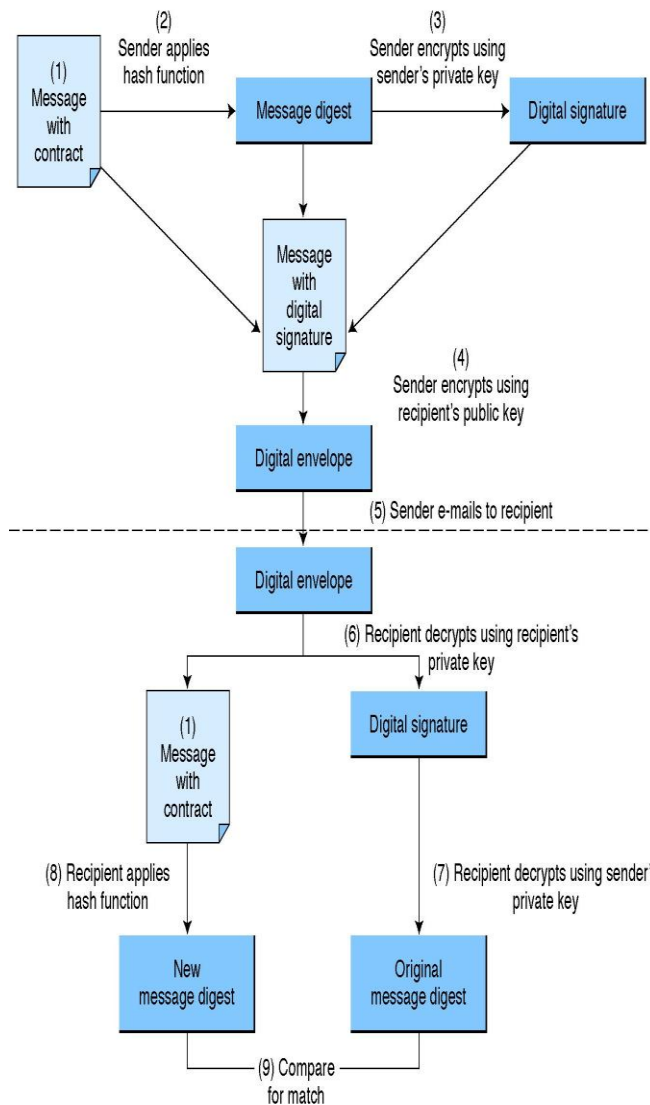 (2)
Sender applies
hash function
(3)
Sender encrypts using
sender's private key
(1)
Message
with
contract
Message digest
Digital signature
Message
with
digital
signature
(4)
Sender encrypts using
recipient's public key
Digital envelope
(5) Sender e-mails to recipient
Digital envelope
(6) Recipient decrypts using recipient's
private key
(1)
Message
with
contract
Digital signature
(8) Recipient applies
hash function
(7) Recipient decrypts using sender'
private key
New
message digest
Original
message digest
(9) Compare
for match